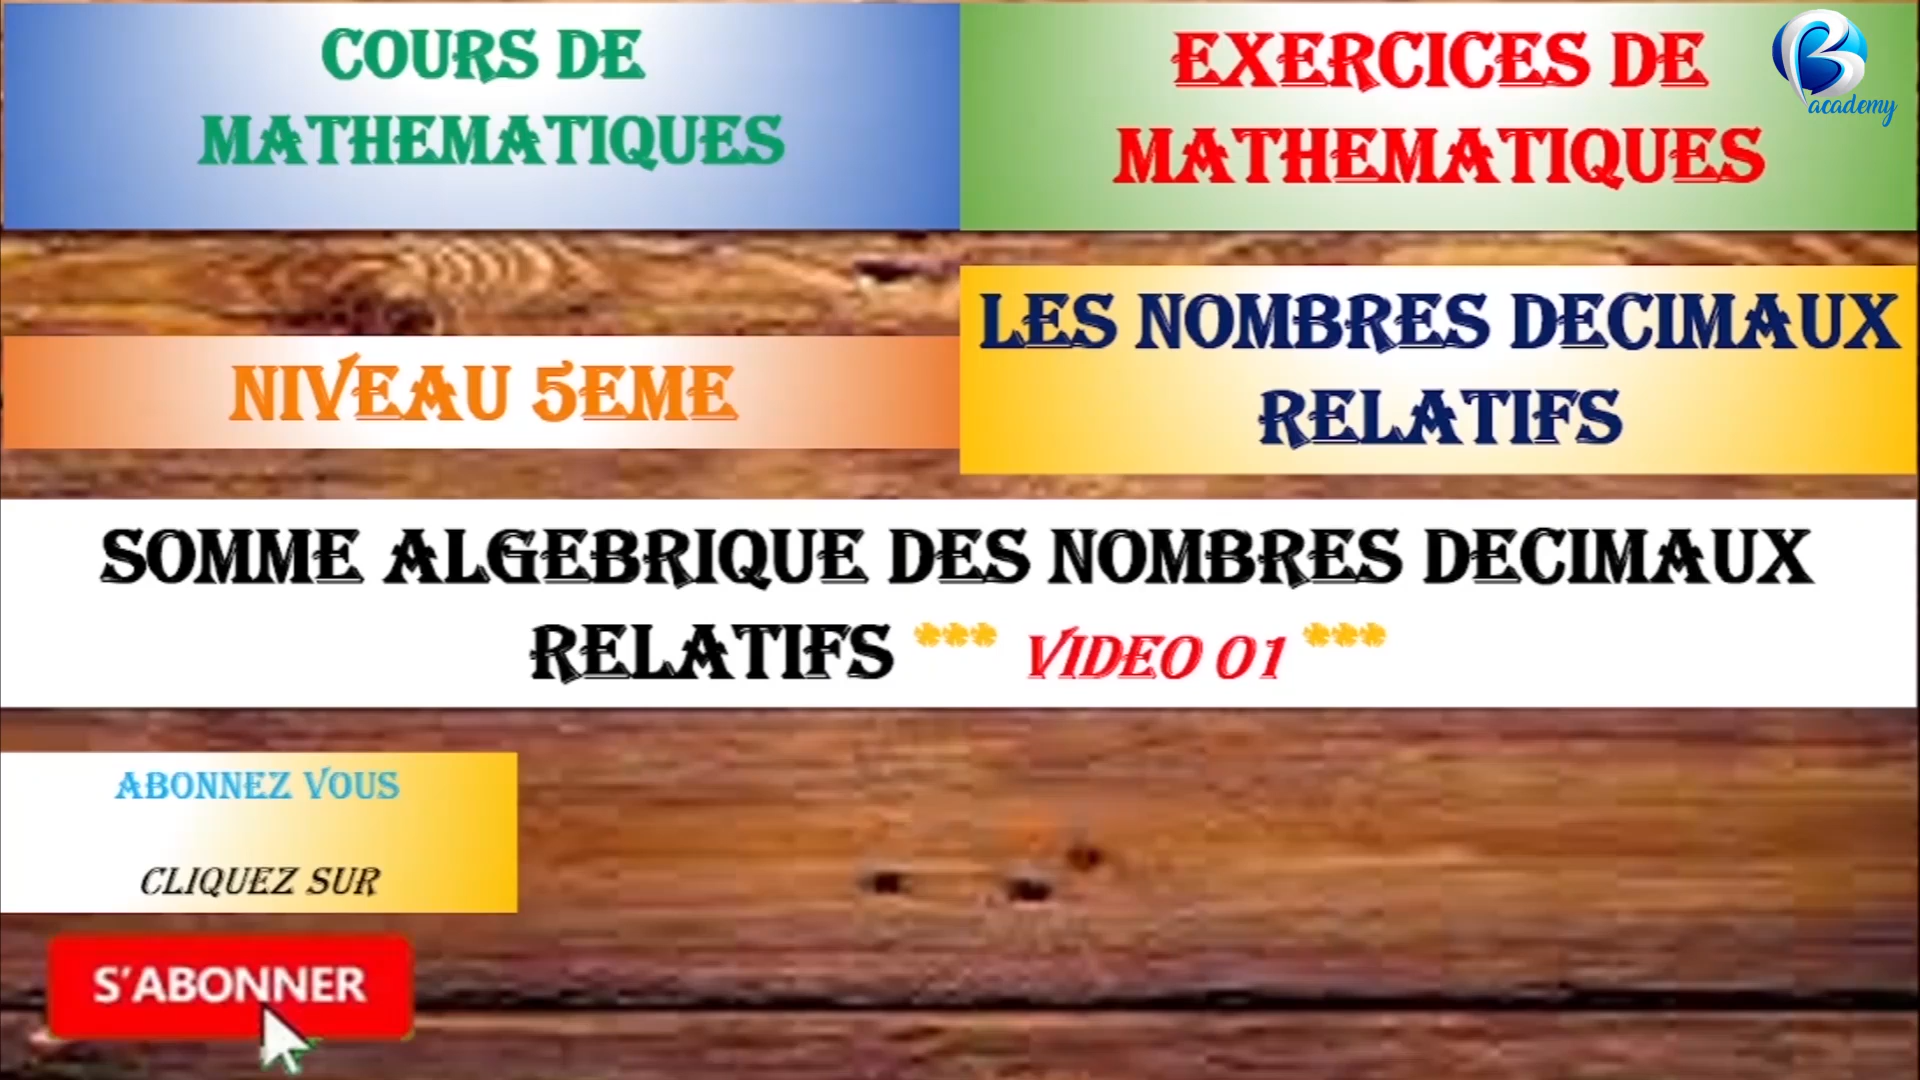 COURS DE
MATHEMATIQUES
EXERCICES DE
MATHEMATIQUES
B
academy
NIVEAU 5EME
LES NOMBRES DECIMAUX
RELATIFS
SOMME ALGEBRIQUE DES NOMBRES DECIMAUX
RELATIFS *** VIDEO 01 ***
ABONNEZ VOUS
CLIQUEZ SUR
S'ABONNER